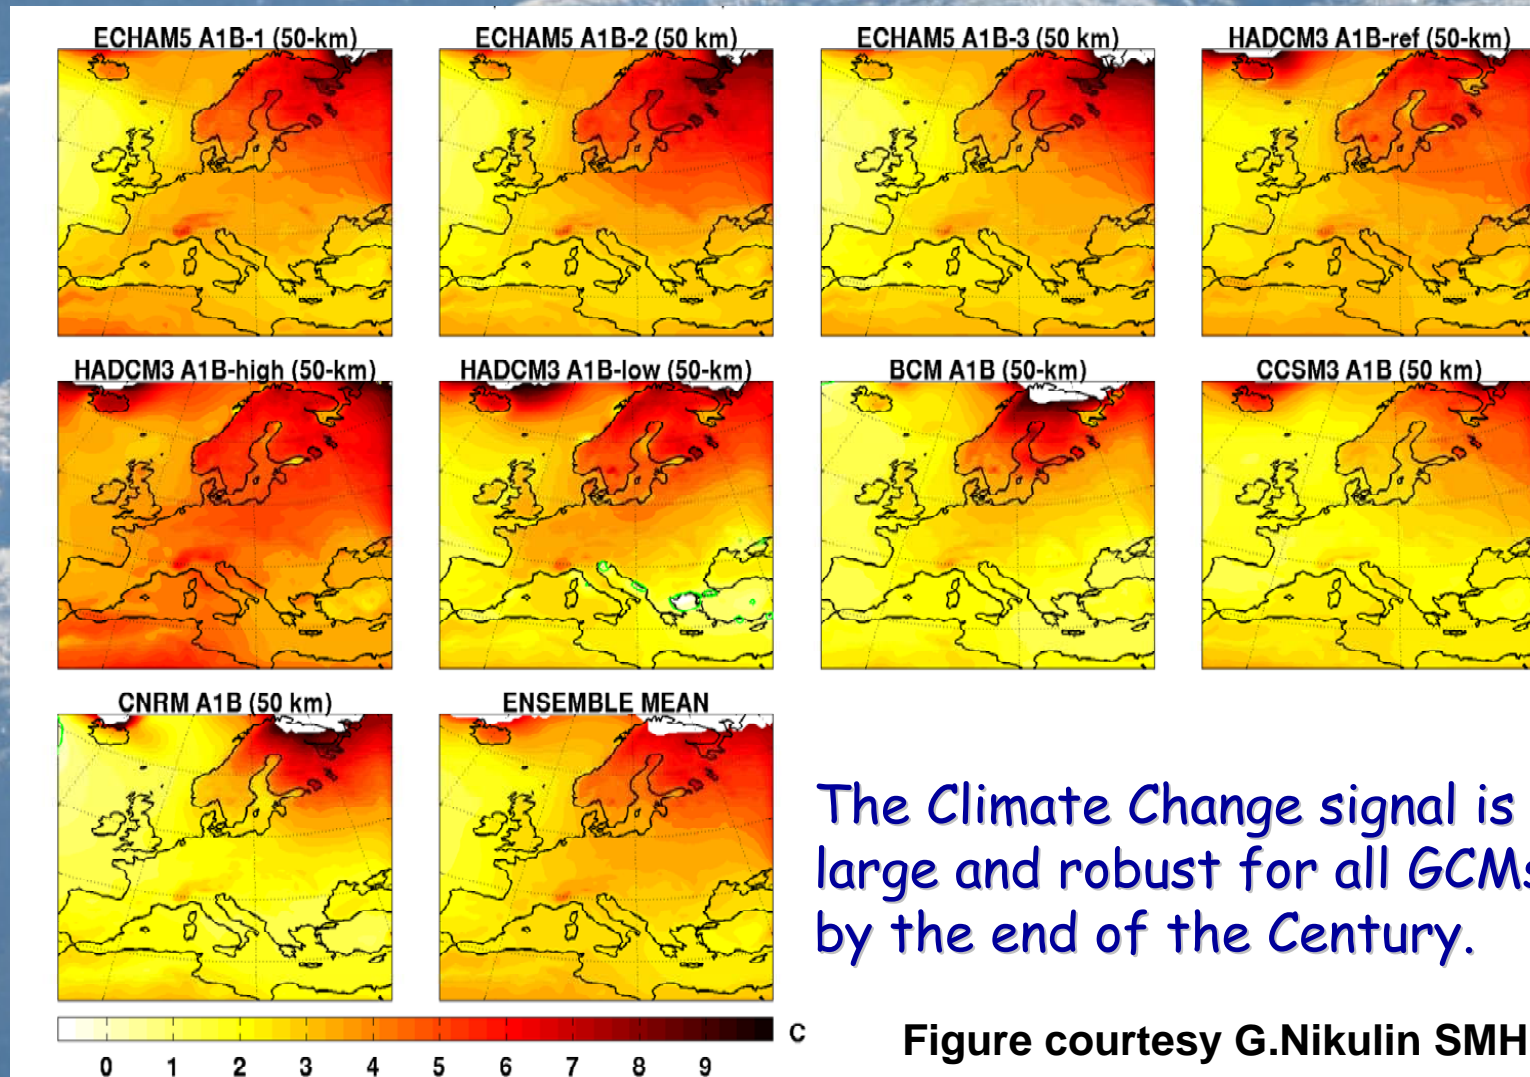 ECHAM5 A1B-1 (50-km)
ECHAM5 A1B-2 (50 km)
ECHAM5 A1B-3 (50 km)
HADCM3 A1B-ref (50-km)
HADCM3 A1B-high (50-km)
HADCM3 A1B-low (50-km)
BCM A1B (50-km)
CCSM3 A1B (50 km)
CNRM A1B (50 km)
ENSEMBLE MEAN
The Climate Change signal is
large and robust for all GCMs
by the end of the Century.
C
0 1 2 3 4 5 6 7 8 9
Figure courtesy G.Nikulin SMH